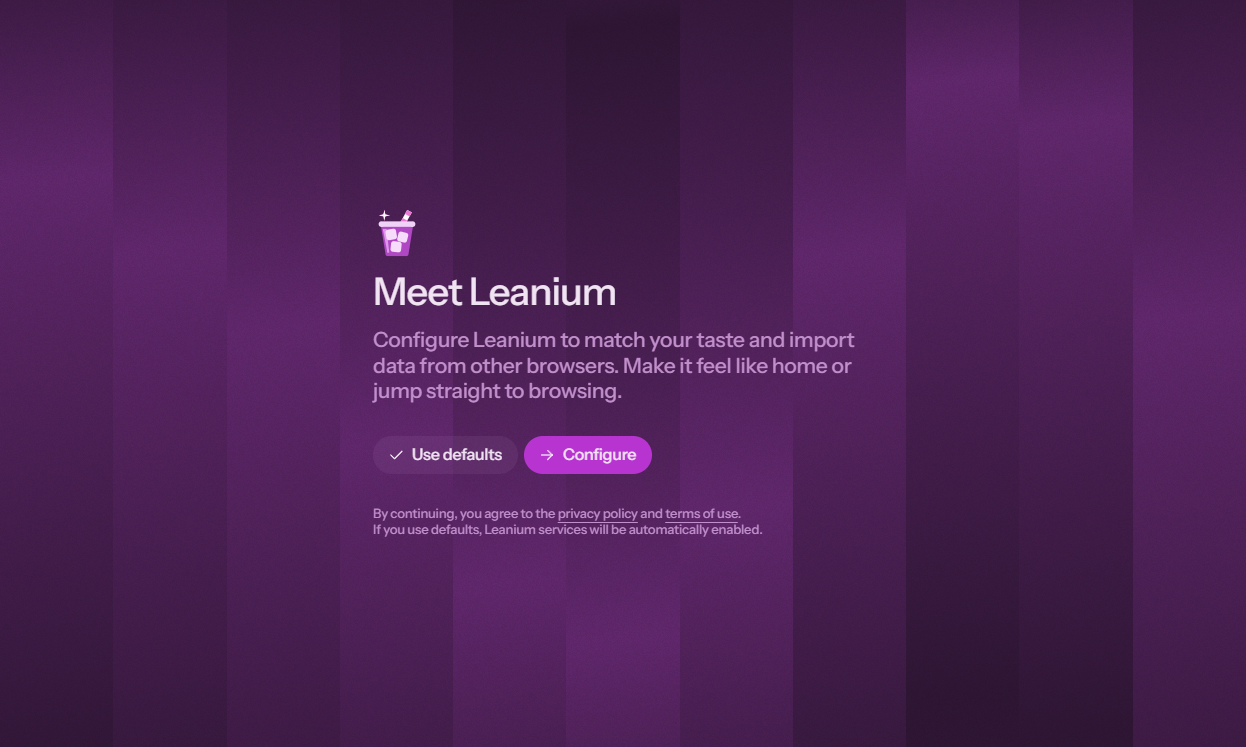 Meet Leanium
Configure Leanium to match your taste and import
data from other browsers. Make it feel like home or
jump straight to browsing.
Use defaults
Configure
By continuing, you agree to the privacy policy and terms of use.
If you use defaults, Leanium services will be automatically enabled.